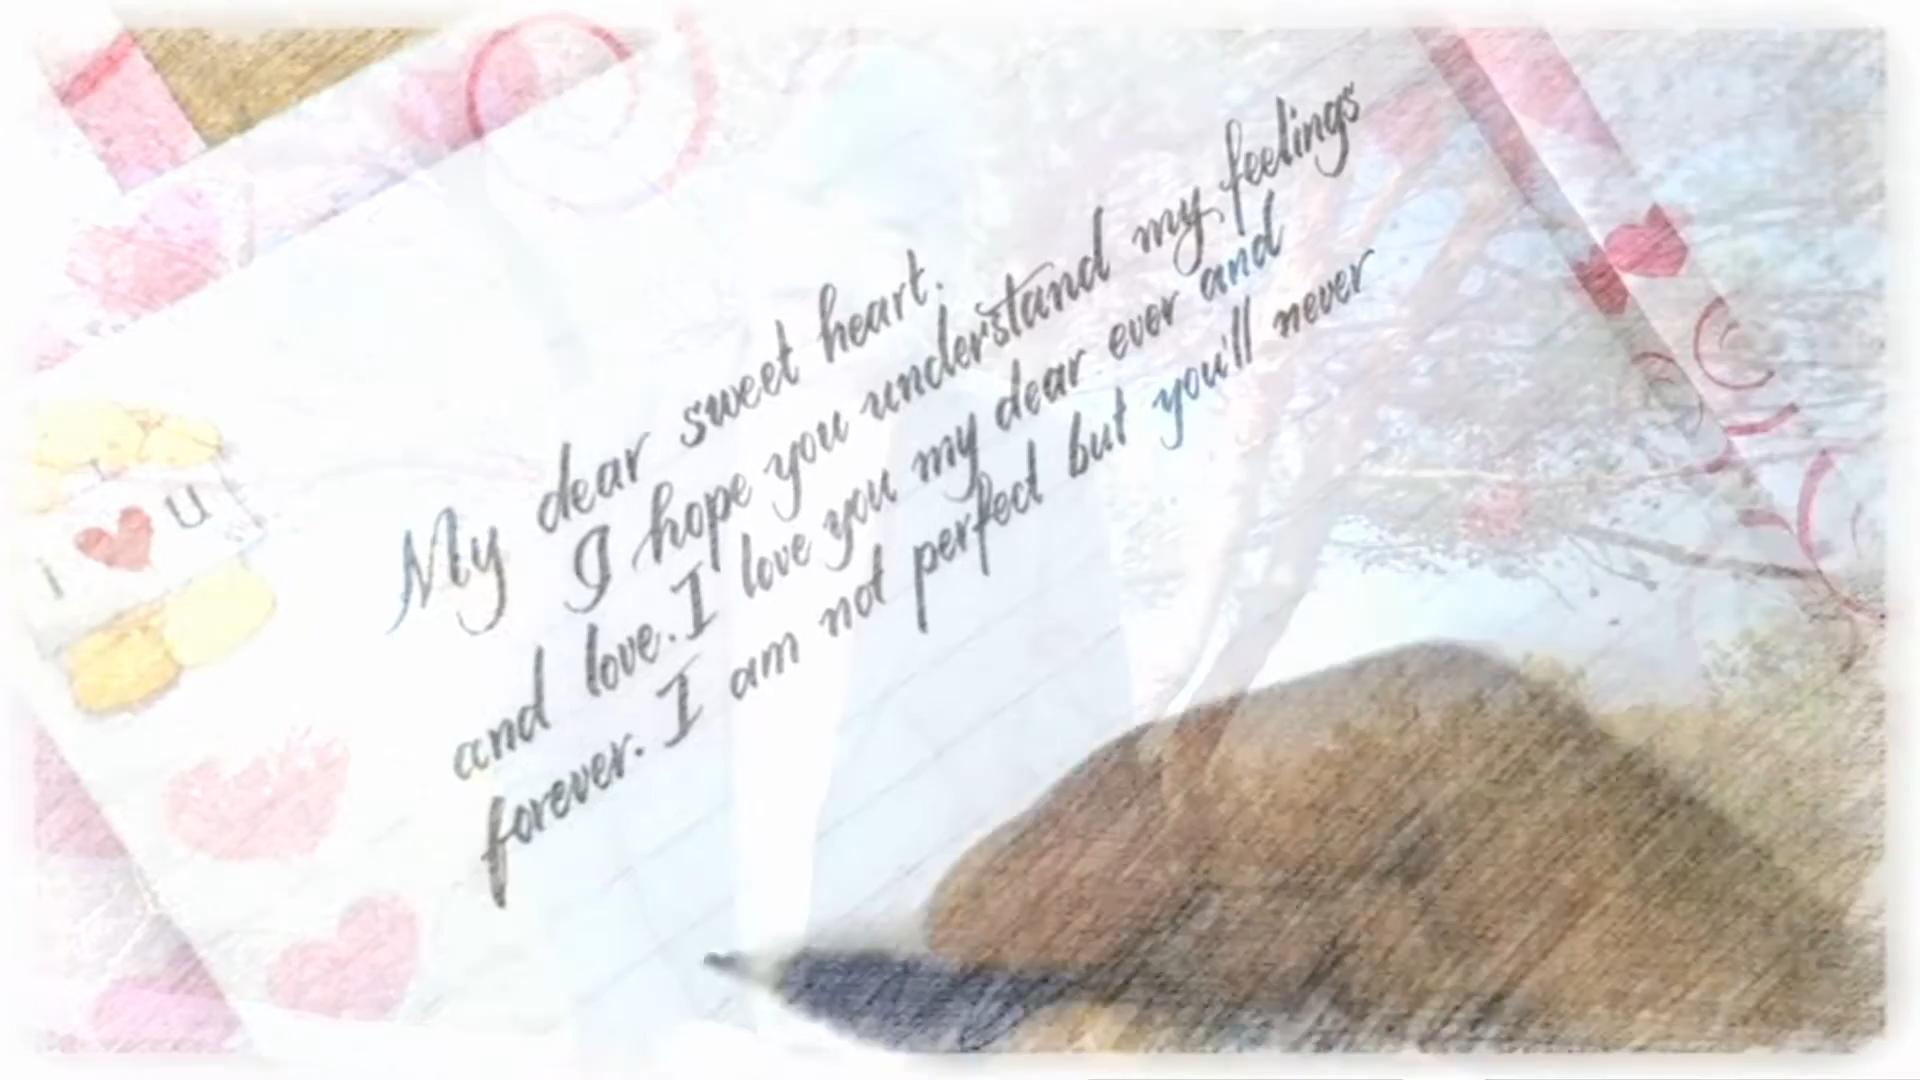 My dear sweet heart.
I hope you understand my feelings
and love. I love you my dear ever and
forever. I am not perfect but you'll never
I ♥ U